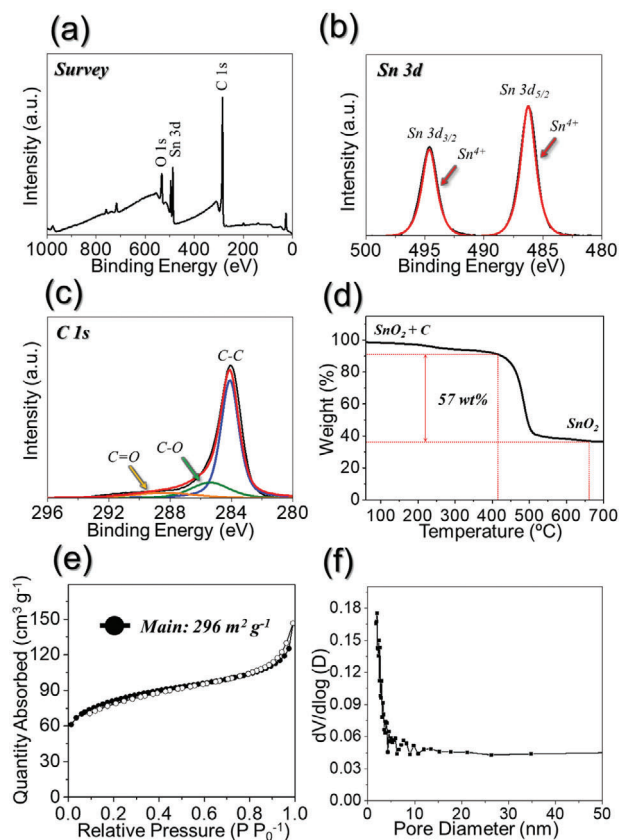 (a)
Survey
O 1s
Sn 3d
C 1s
Intensity (a.u.)
1000 800 600 400 200 0
Binding Energy (eV)
(b)
Sn 3d
Sn 3d5/2
Sn 3d3/2
Sn4+
Sn4+
Intensity (a.u.)
500 495 490 485 480
Binding Energy (eV)
(c)
C 1s
C-C
C=O
C-O
Intensity (a.u.)
296 292 288 284 280
Binding Energy (eV)
(d)
SnO2 + C
57 wt%
SnO2
Weight (%)
100
80
60
40
20
0
100 200 300 400 500 600 700
Temperature (ºC)
(e)
Main: 296 m2 g-1
Quantity Absorbed (cm3 g-1)
150
120
90
60
30
0
0.0 0.2 0.4 0.6 0.8 1.0
Relative Pressure (P P0-1)
(f)
dV/dlog (D)
0.18
0.15
0.12
0.09
0.06
0.03
0.00
0 10 20 30 40 50
Pore Diameter (nm)